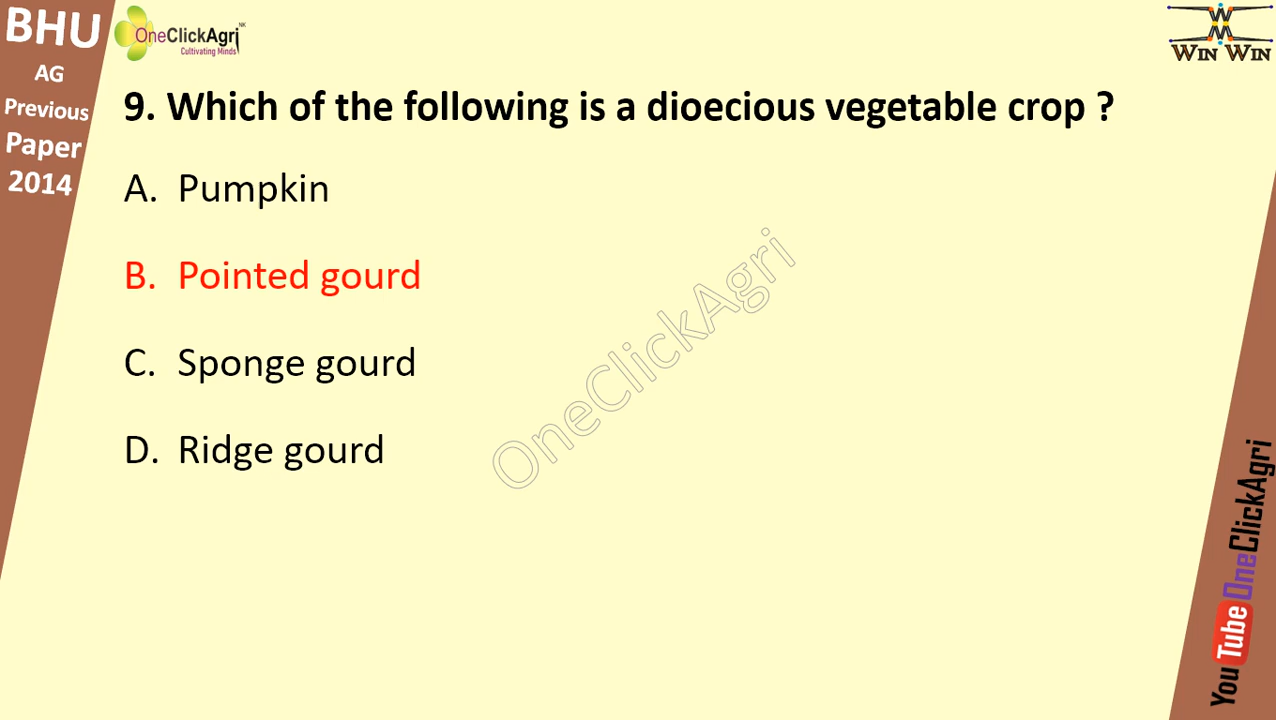 BHU
AG
Previous
Paper
2014
OneClickAgri
NK
Cultivating Minds
WIN WIN
9. Which of the following is a dioecious vegetable crop ?
A. Pumpkin
B. Pointed gourd
C. Sponge gourd
D. Ridge gourd
OneClickAgri
YouTube OneClickAgri